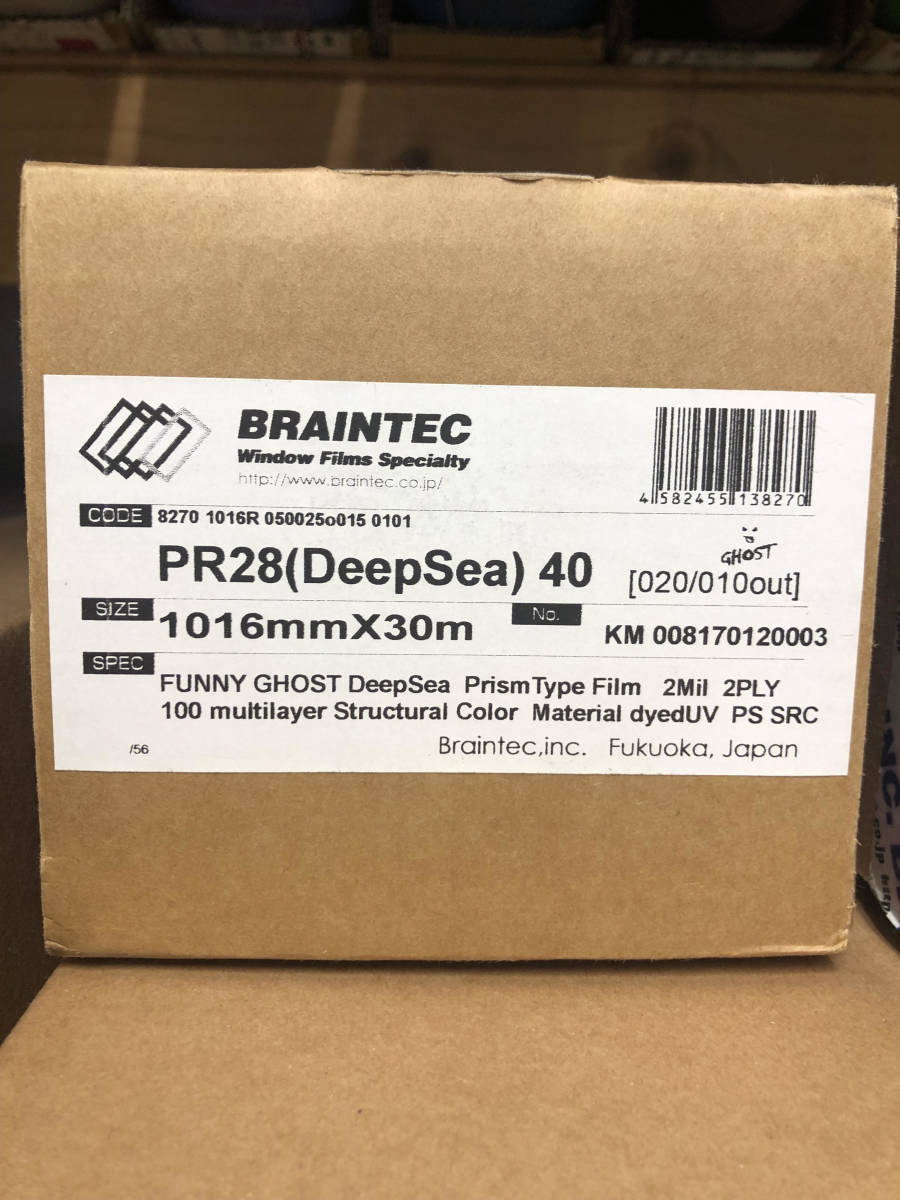 BRAINTEC
Window Films Specialty
http://www.braintec.co.jp/
4 582455 138270
CODE 8270 1016R 050025o015 0101
GHOST
PR28(DeepSea) 40 [020/010out]
SIZE 1016mmX30m No. KM 008170120003
SPEC
FUNNY GHOST DeepSea PrismType Film 2Mil 2PLY
100 multilayer Structural Color Material dyedUV PS SRC
/56 Braintec,inc. Fukuoka, Japan